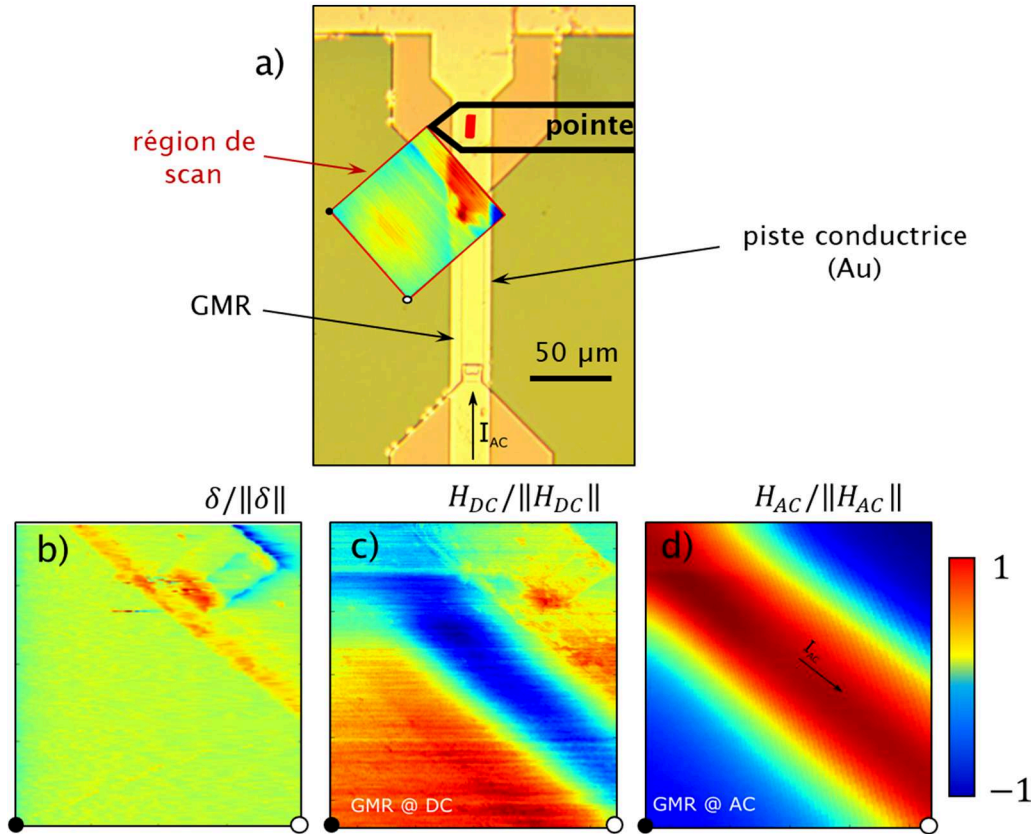 a)
pointe
région de
scan
piste conductrice
(Au)
GMR
50 µm
I_AC
δ/‖δ‖
H_DC/‖H_DC‖
H_AC/‖H_AC‖
b)
c)
d)
1
I_AC
GMR @ DC
GMR @ AC
−1